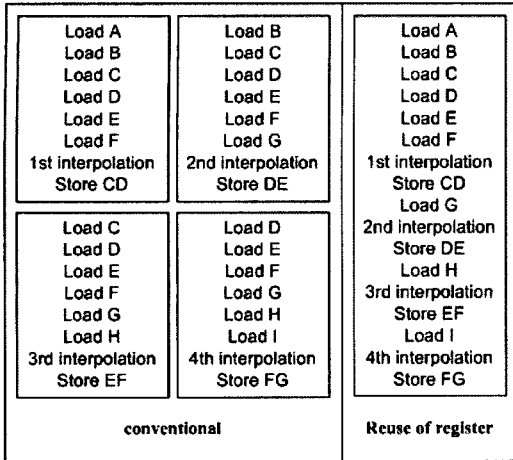 Load A
Load B
Load C
Load D
Load E
Load F
1st interpolation
Store CD
Load B
Load C
Load D
Load E
Load F
Load G
2nd interpolation
Store DE
Load C
Load D
Load E
Load F
Load G
Load H
3rd interpolation
Store EF
Load D
Load E
Load F
Load G
Load H
Load I
4th interpolation
Store FG
conventional
Load A
Load B
Load C
Load D
Load E
Load F
1st interpolation
Store CD
Load G
2nd interpolation
Store DE
Load H
3rd interpolation
Store EF
Load I
4th interpolation
Store FG
Reuse of register